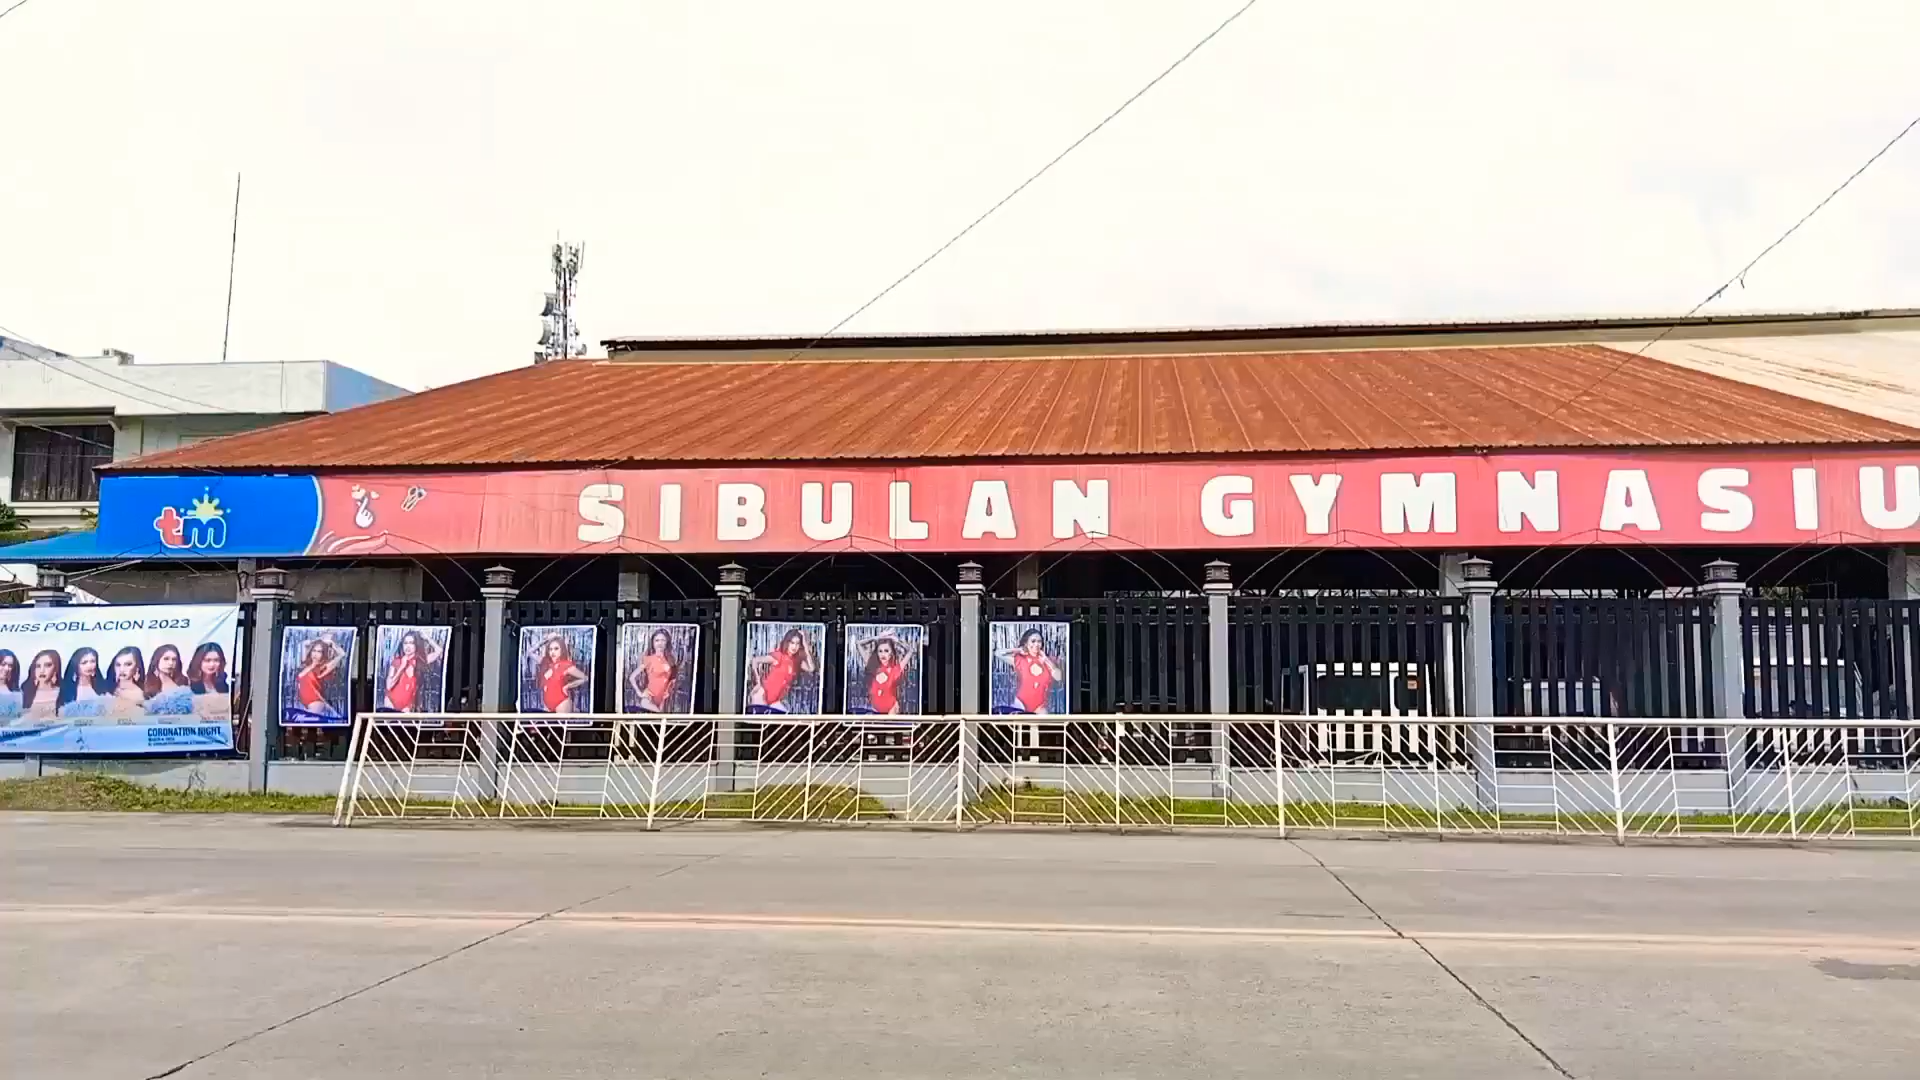 tm
SIBULAN GYMNASIU
MISS POBLACION 2023
CORONATION NIGHT